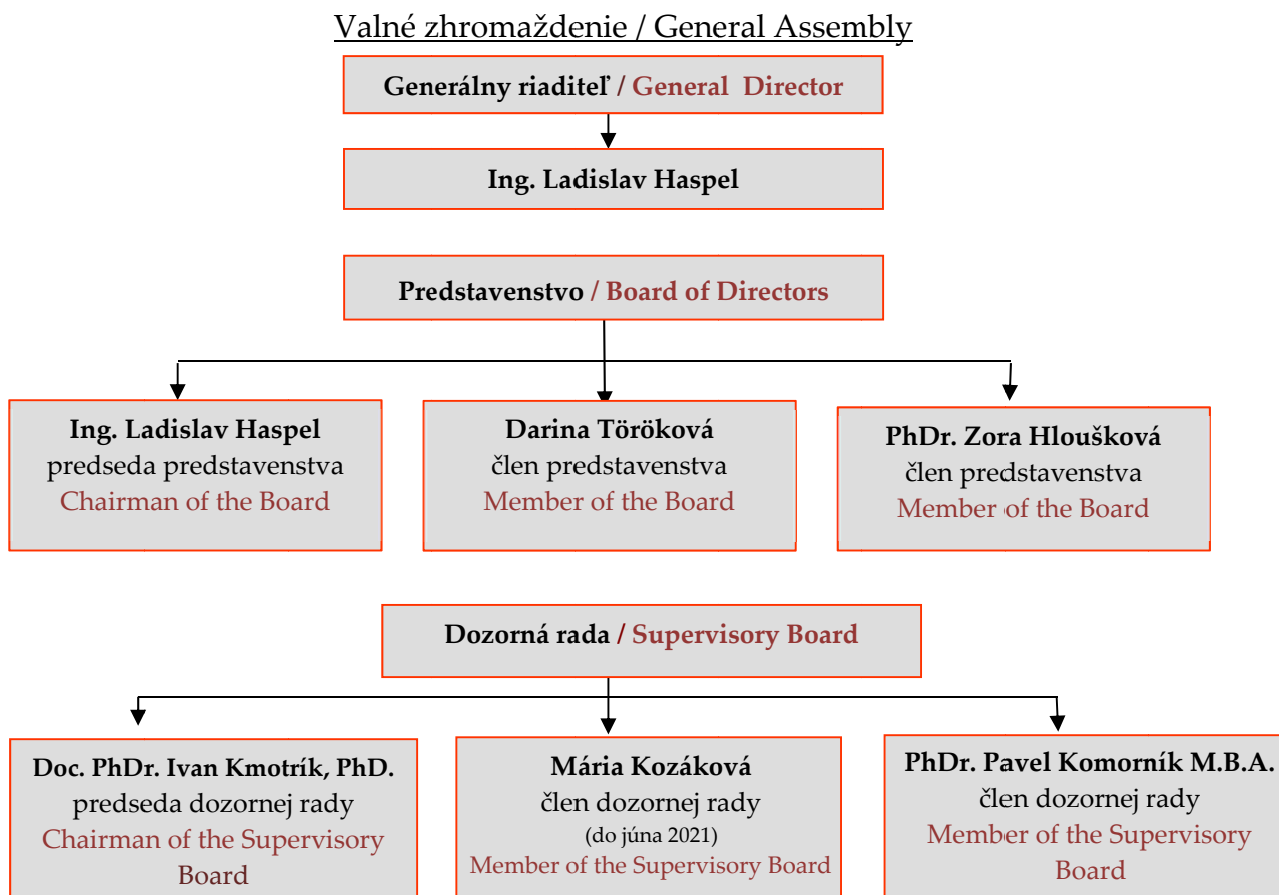 Valné zhromaždenie / General Assembly
Generálny riaditeľ / General Director
Ing. Ladislav Haspel
Predstavenstvo / Board of Directors
Ing. Ladislav Haspel
predseda predstavenstva
Chairman of the Board
Darina Töröková
člen predstavenstva
Member of the Board
PhDr. Zora Hloušková
člen predstavenstva
Member of the Board
Dozorná rada / Supervisory Board
Doc. PhDr. Ivan Kmotrík, PhD.
predseda dozornej rady
Chairman of the Supervisory
Board
Mária Kozáková
člen dozornej rady
(do júna 2021)
Member of the Supervisory Board
PhDr. Pavel Komorník M.B.A.
člen dozornej rady
Member of the Supervisory
Board